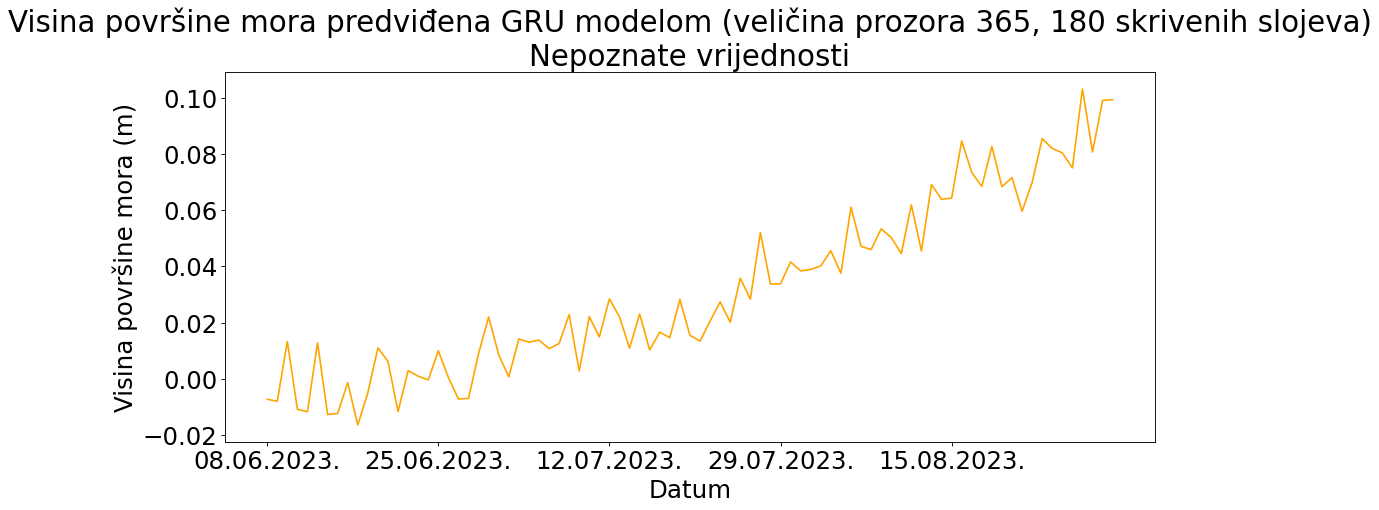 Visina površine mora predviđena GRU modelom (veličina prozora 365, 180 skrivenih slojeva)
Nepoznate vrijednosti
Visina površine mora (m)
0.10
0.08
0.06
0.04
0.02
0.00
−0.02
08.06.2023. 25.06.2023. 12.07.2023. 29.07.2023. 15.08.2023.
Datum